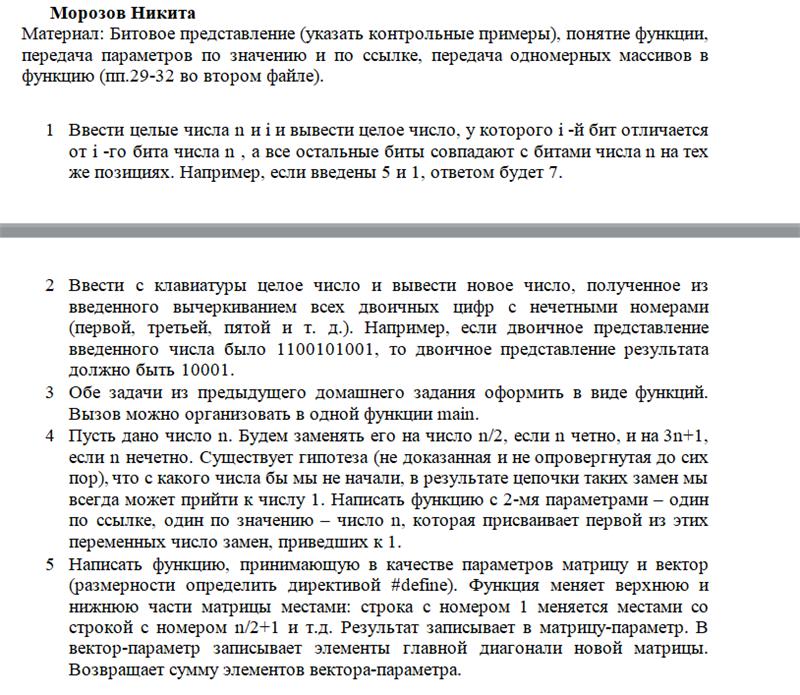 Морозов Никита
Материал: Битовое представление (указать контрольные примеры), понятие функции,
передача параметров по значению и по ссылке, передача одномерных массивов в
функцию (пп.29-32 во втором файле).
1 Ввести целые числа n и i и вывести целое число, у которого i -й бит отличается
от i -го бита числа n , а все остальные биты совпадают с битами числа n на тех
же позициях. Например, если введены 5 и 1, ответом будет 7.
2 Ввести с клавиатуры целое число и вывести новое число, полученное из
введенного вычеркиванием всех двоичных цифр с нечетными номерами
(первой, третьей, пятой и т. д.). Например, если двоичное представление
введенного числа было 1100101001, то двоичное представление результата
должно быть 10001.
3 Обе задачи из предыдущего домашнего задания оформить в виде функций.
Вызов можно организовать в одной функции main.
4 Пусть дано число n. Будем заменять его на число n/2, если n четно, и на 3n+1,
если n нечетно. Существует гипотеза (не доказанная и не опровергнутая до сих
пор), что с какого числа бы мы не начали, в результате цепочки таких замен мы
всегда может прийти к числу 1. Написать функцию с 2-мя параметрами – один
по ссылке, один по значению – число n, которая присваивает первой из этих
переменных число замен, приведших к 1.
5 Написать функцию, принимающую в качестве параметров матрицу и вектор
(размерности определить директивой #define). Функция меняет верхнюю и
нижнюю части матрицы местами: строка с номером 1 меняется местами со
строкой с номером n/2+1 и т.д. Результат записывает в матрицу-параметр. В
вектор-параметр записывает элементы главной диагонали новой матрицы.
Возвращает сумму элементов вектора-параметра.